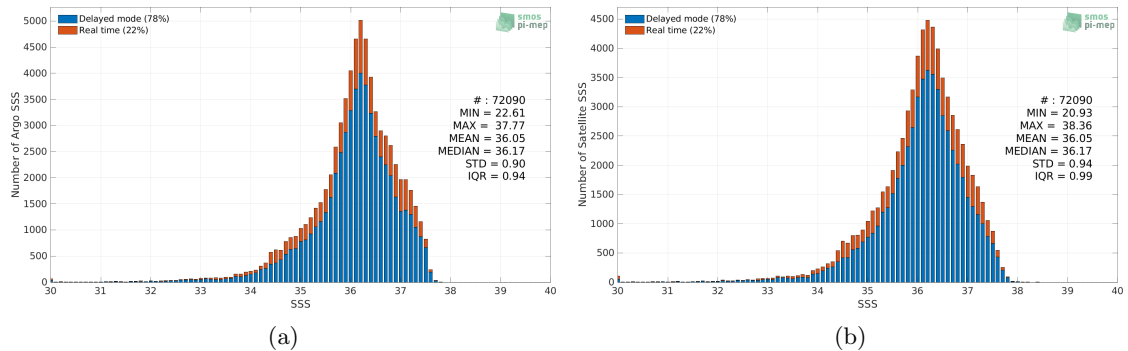 Delayed mode (78%)
Real time (22%)
smos
pi-mep
5000
4500
4000
3500
3000
2500
2000
1500
1000
500
0
Number of Argo SSS
# : 72090
MIN = 22.61
MAX = 37.77
MEAN = 36.05
MEDIAN = 36.17
STD = 0.90
IQR = 0.94
30 31 32 33 34 35 36 37 38 39 40
SSS
(a)
Delayed mode (78%)
Real time (22%)
smos
pi-mep
4500
4000
3500
3000
2500
2000
1500
1000
500
0
Number of Satellite SSS
# : 72090
MIN = 20.93
MAX = 38.36
MEAN = 36.05
MEDIAN = 36.17
STD = 0.94
IQR = 0.99
30 31 32 33 34 35 36 37 38 39 40
SSS
(b)